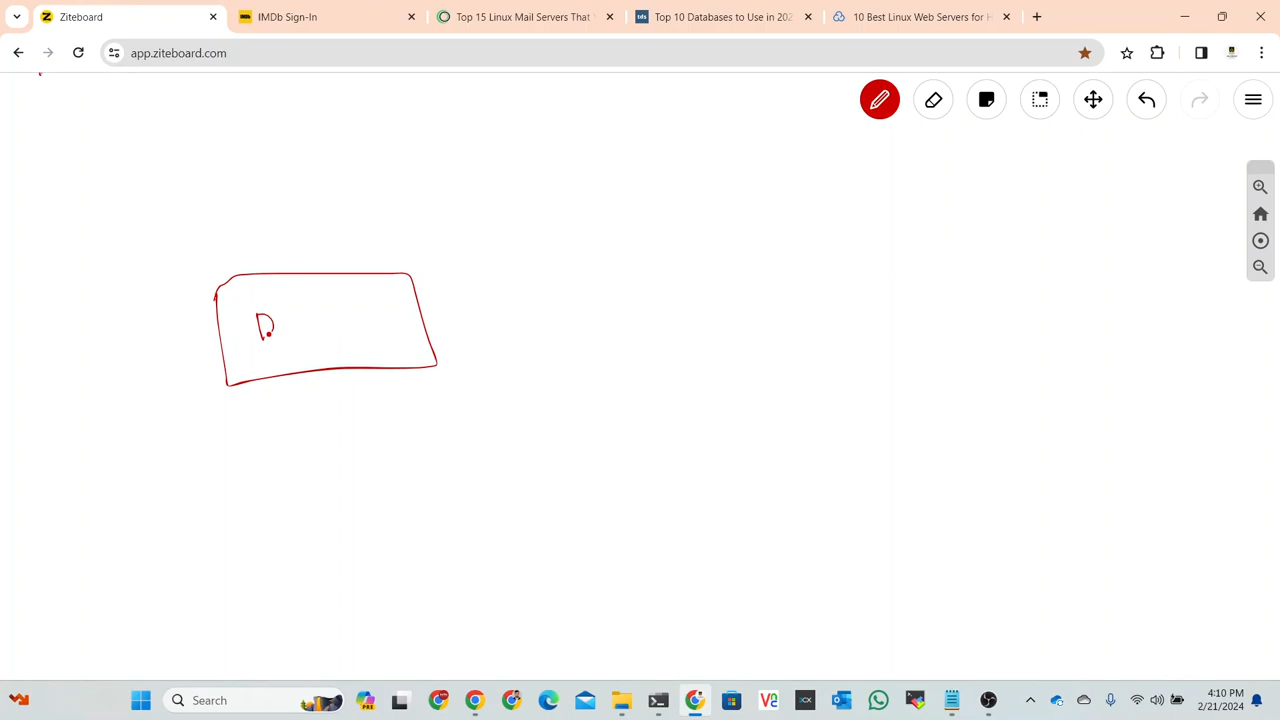 Ziteboard
IMDb Sign-In
Top 15 Linux Mail Servers That
Top 10 Databases to Use in 202
10 Best Linux Web Servers for H
app.ziteboard.com
D
Search
PRE
4:10 PM
2/21/2024